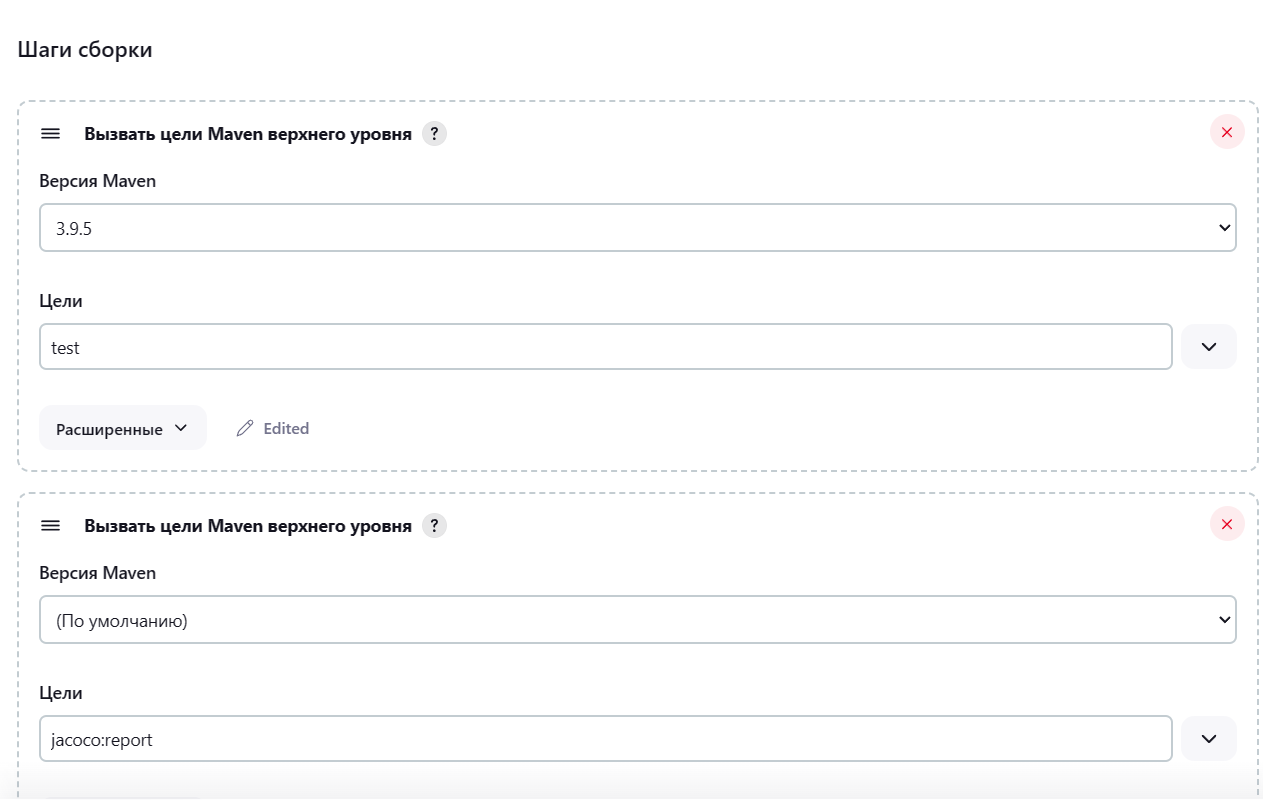 Шаги сборки
Вызвать цели Maven верхнего уровня ?
Версия Maven
3.9.5
Цели
test
Расширенные
Edited
Вызвать цели Maven верхнего уровня ?
Версия Maven
(По умолчанию)
Цели
jacoco:report